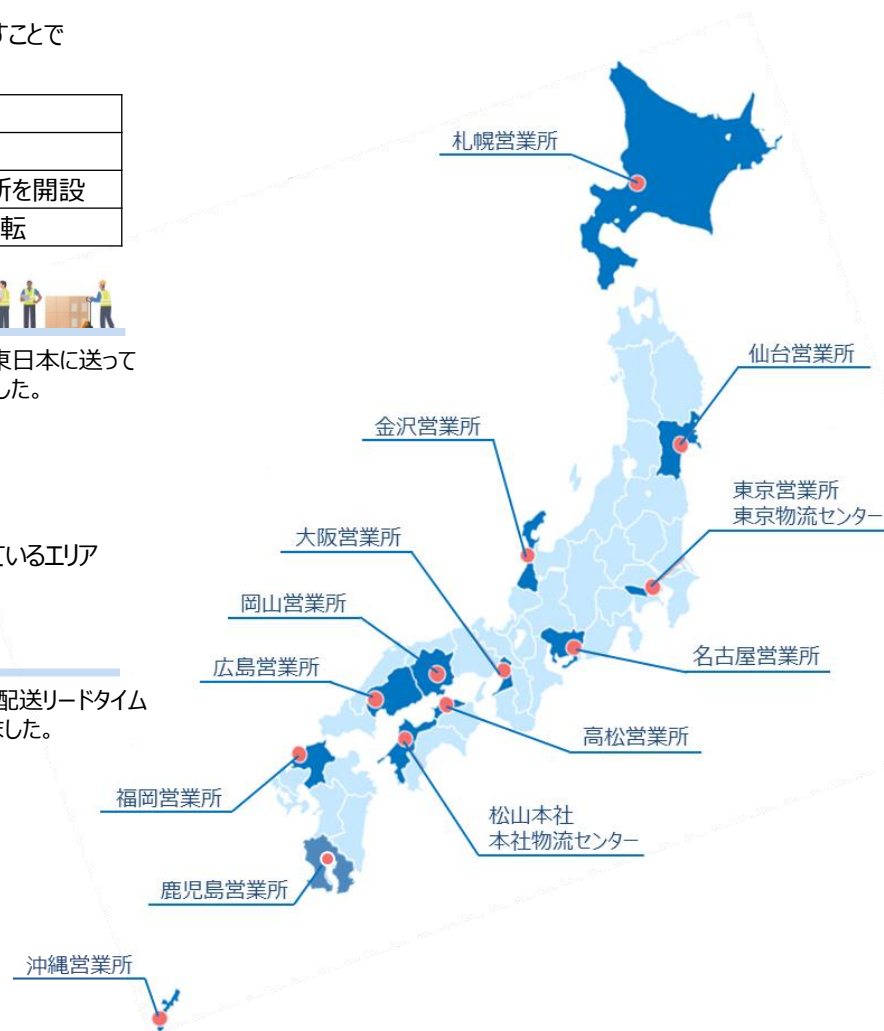 すことで
所を開設
転
東日本に送って
した。
ているエリア
配送リードタイム
ました。
札幌営業所
仙台営業所
金沢営業所
東京営業所
東京物流センター
大阪営業所
岡山営業所
広島営業所
名古屋営業所
高松営業所
福岡営業所
松山本社
本社物流センター
鹿児島営業所
沖縄営業所